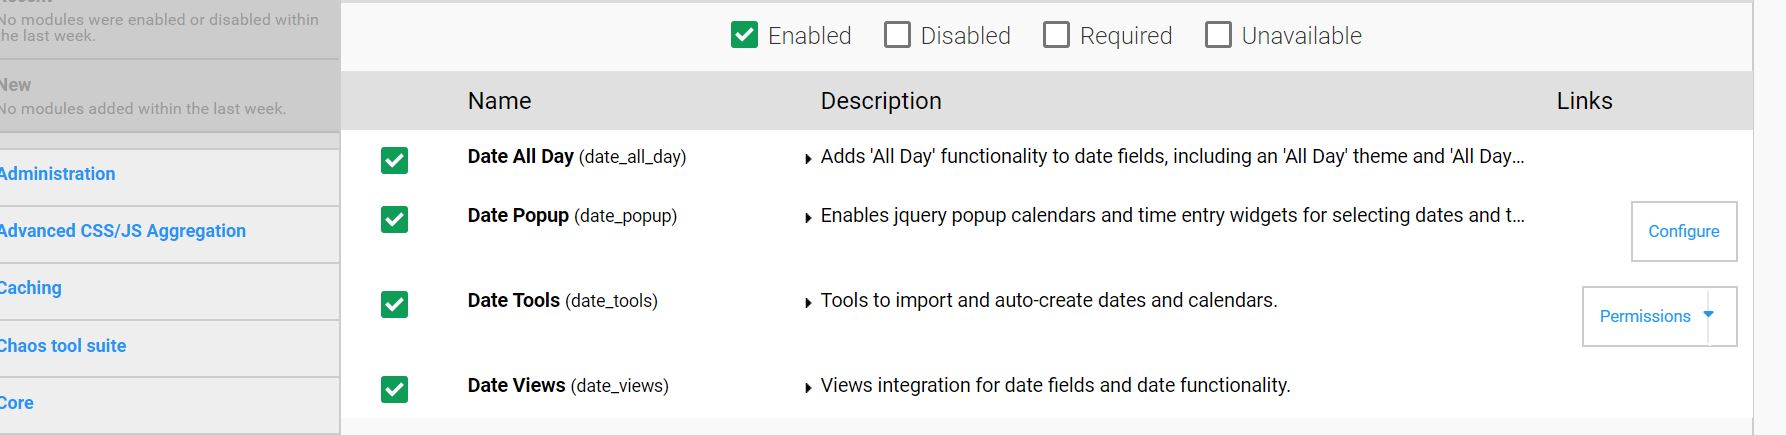 No modules were enabled or disabled within
the last week.
New
No modules added within the last week.
Administration
Advanced CSS/JS Aggregation
Caching
Chaos tool suite
Core
Enabled Disabled Required Unavailable
Name Description Links
Date All Day (date_all_day) Adds 'All Day' functionality to date fields, including an 'All Day' theme and 'All Day...
Date Popup (date_popup) Enables jquery popup calendars and time entry widgets for selecting dates and t...
Configure
Date Tools (date_tools) Tools to import and auto-create dates and calendars.
Permissions
Date Views (date_views) Views integration for date fields and date functionality.